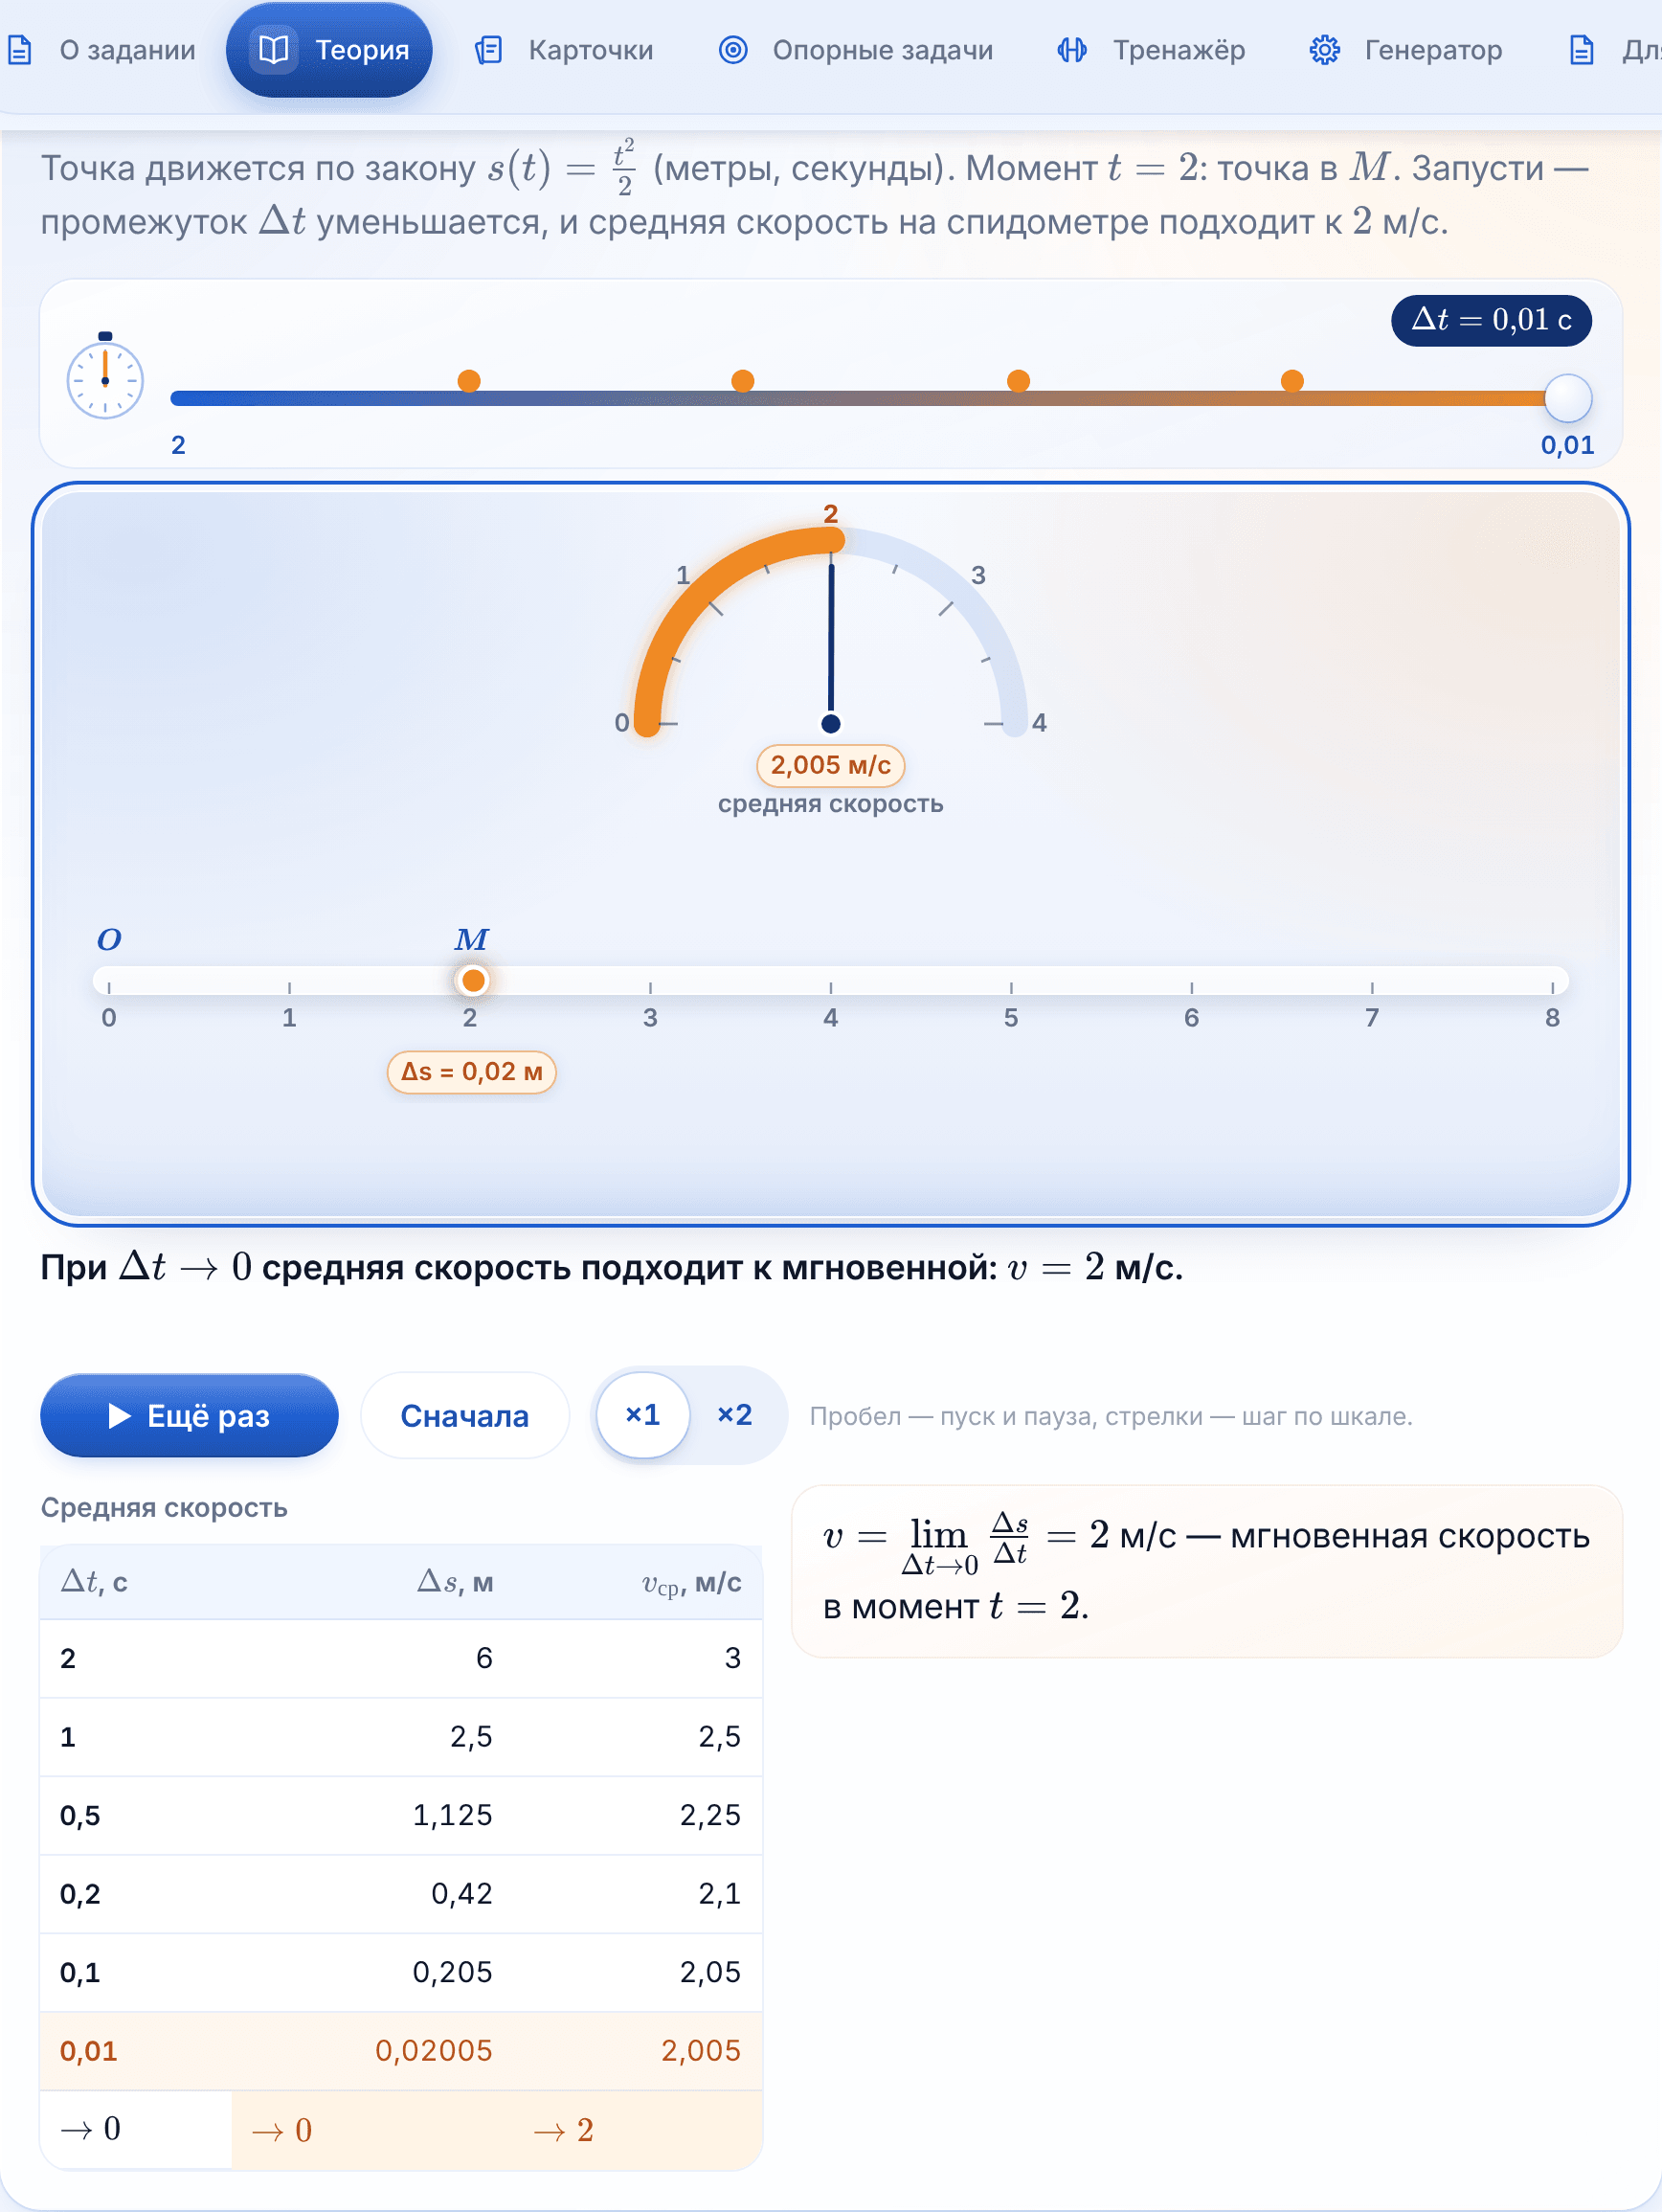 О задании Теория Карточки Опорные задачи Тренажёр Генератор
Точка движется по закону s(t) = t²/2 (метры, секунды). Момент t = 2: точка в M. Запусти —
промежуток Δt уменьшается, и средняя скорость на спидометре подходит к 2 м/с.
Δt = 0,01 с
2 0,01
2
1 3
0 4
2,005 м/с
средняя скорость
O M
0 1 2 3 4 5 6 7 8
Δs = 0,02 м
При Δt → 0 средняя скорость подходит к мгновенной: v = 2 м/с.
Ещё раз Сначала ×1 ×2 Пробел — пуск и пауза, стрелки — шаг по шкале.
Средняя скорость
Δt, с Δs, м vср, м/с
2 6 3
1 2,5 2,5
0,5 1,125 2,25
0,2 0,42 2,1
0,1 0,205 2,05
0,01 0,02005 2,005
→ 0 → 0 → 2
v = lim Δt→0 Δs/Δt = 2 м/с — мгновенная скорость
в момент t = 2.